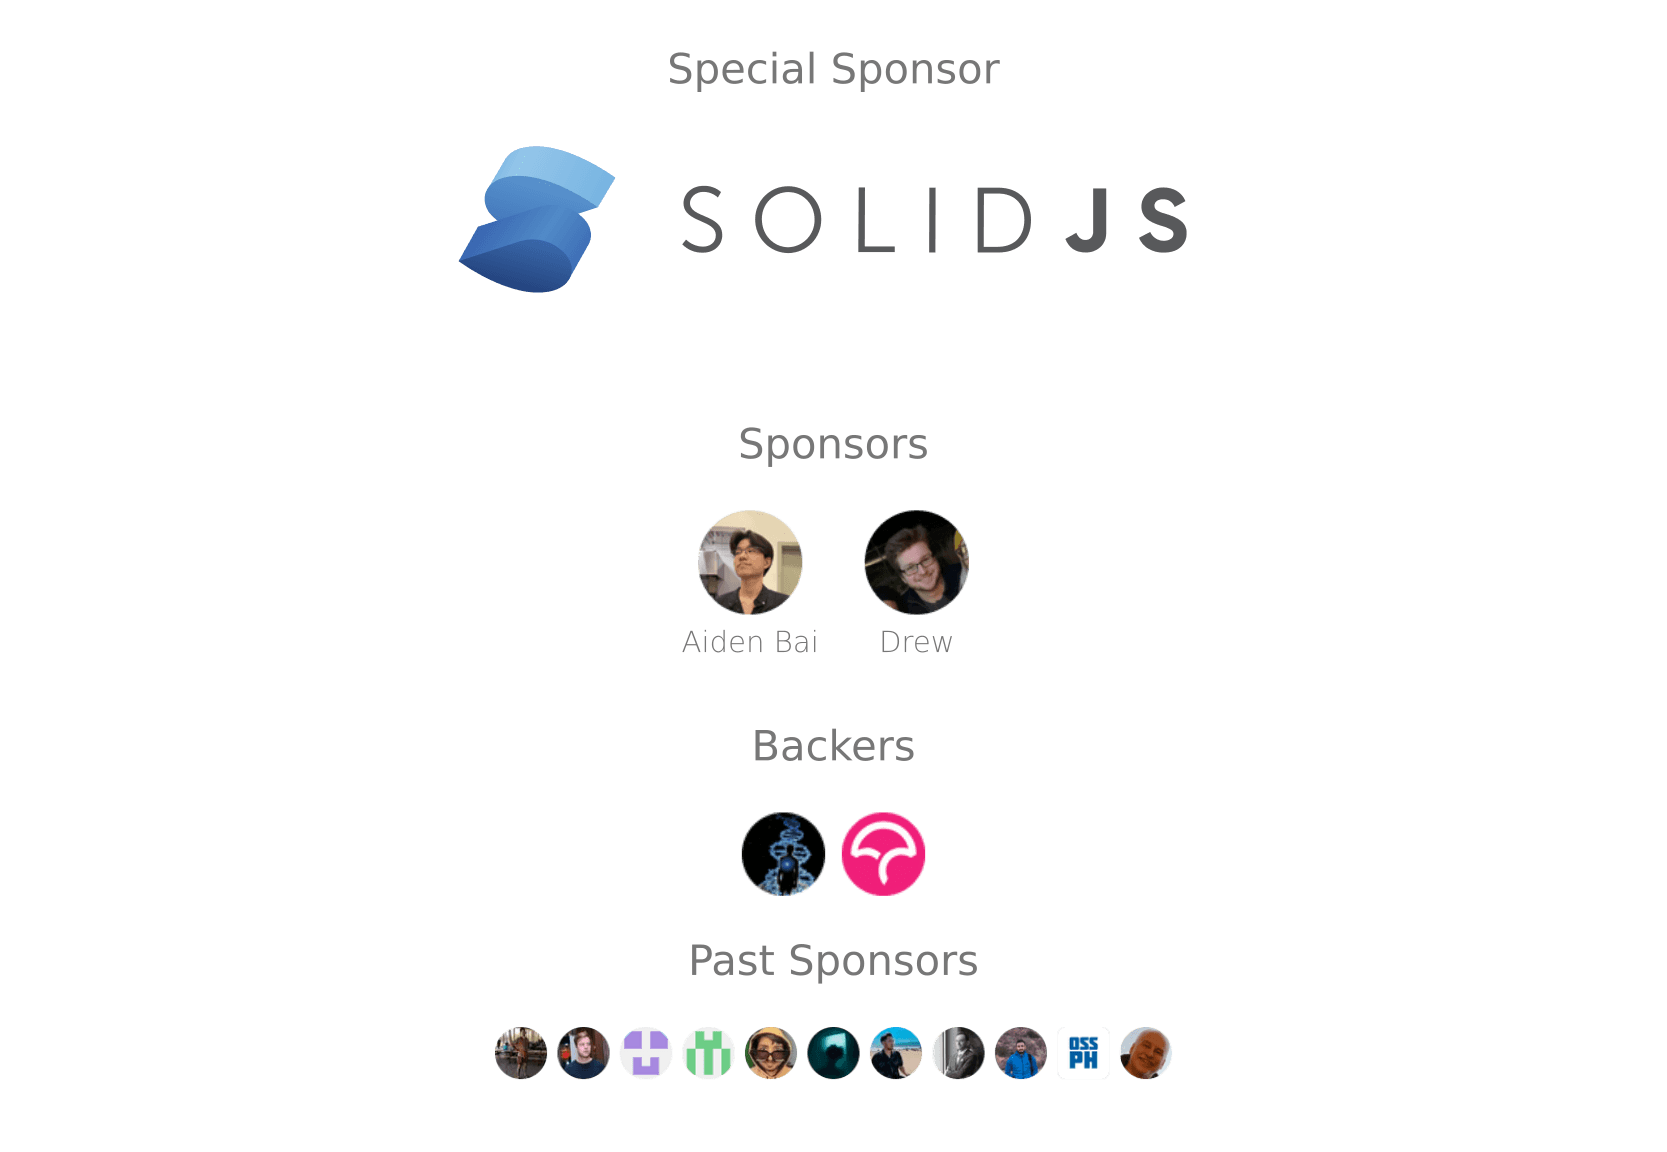 Special Sponsor
SOLIDJS
Sponsors
Aiden Bai
Drew
Backers
Past Sponsors
OSS
PH